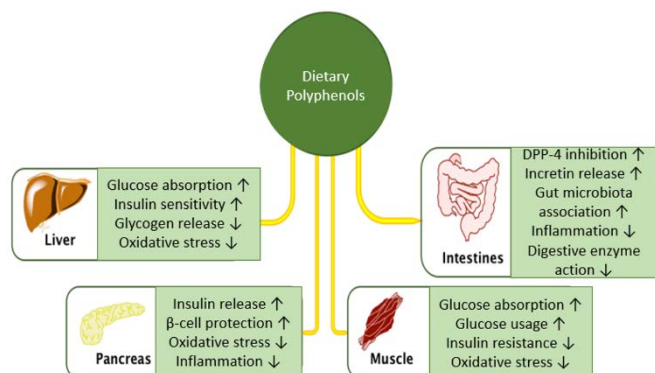 Dietary
Polyphenols
Glucose absorption ↑
Insulin sensitivity ↑
Glycogen release ↓
Oxidative stress ↓
Liver
DPP-4 inhibition ↑
Incretin release ↑
Gut microbiota
association ↑
Inflammation ↓
Digestive enzyme
action ↓
Intestines
Insulin release ↑
β-cell protection ↑
Oxidative stress ↓
Inflammation ↓
Pancreas
Glucose absorption ↑
Glucose usage ↑
Insulin resistance ↓
Oxidative stress ↓
Muscle